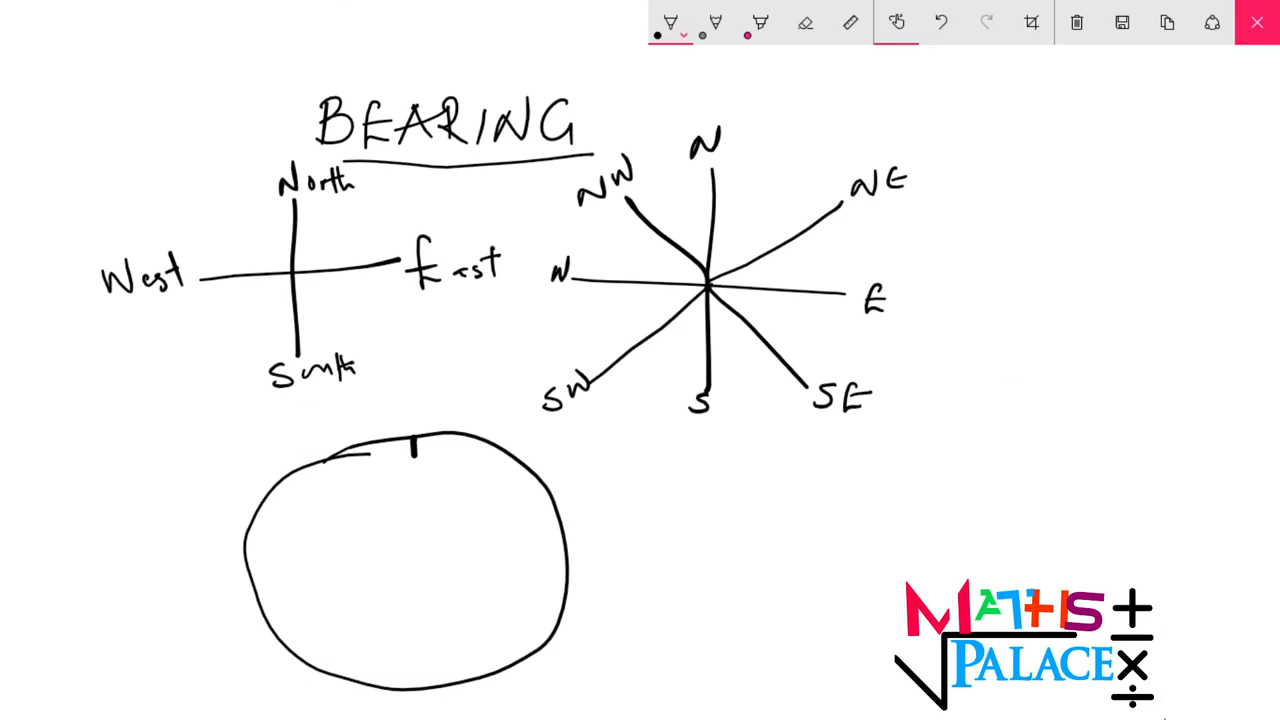 BEARING
North
West
East
South
N
NW
NE
W
E
SW
S
SE
MATHS
PALACE